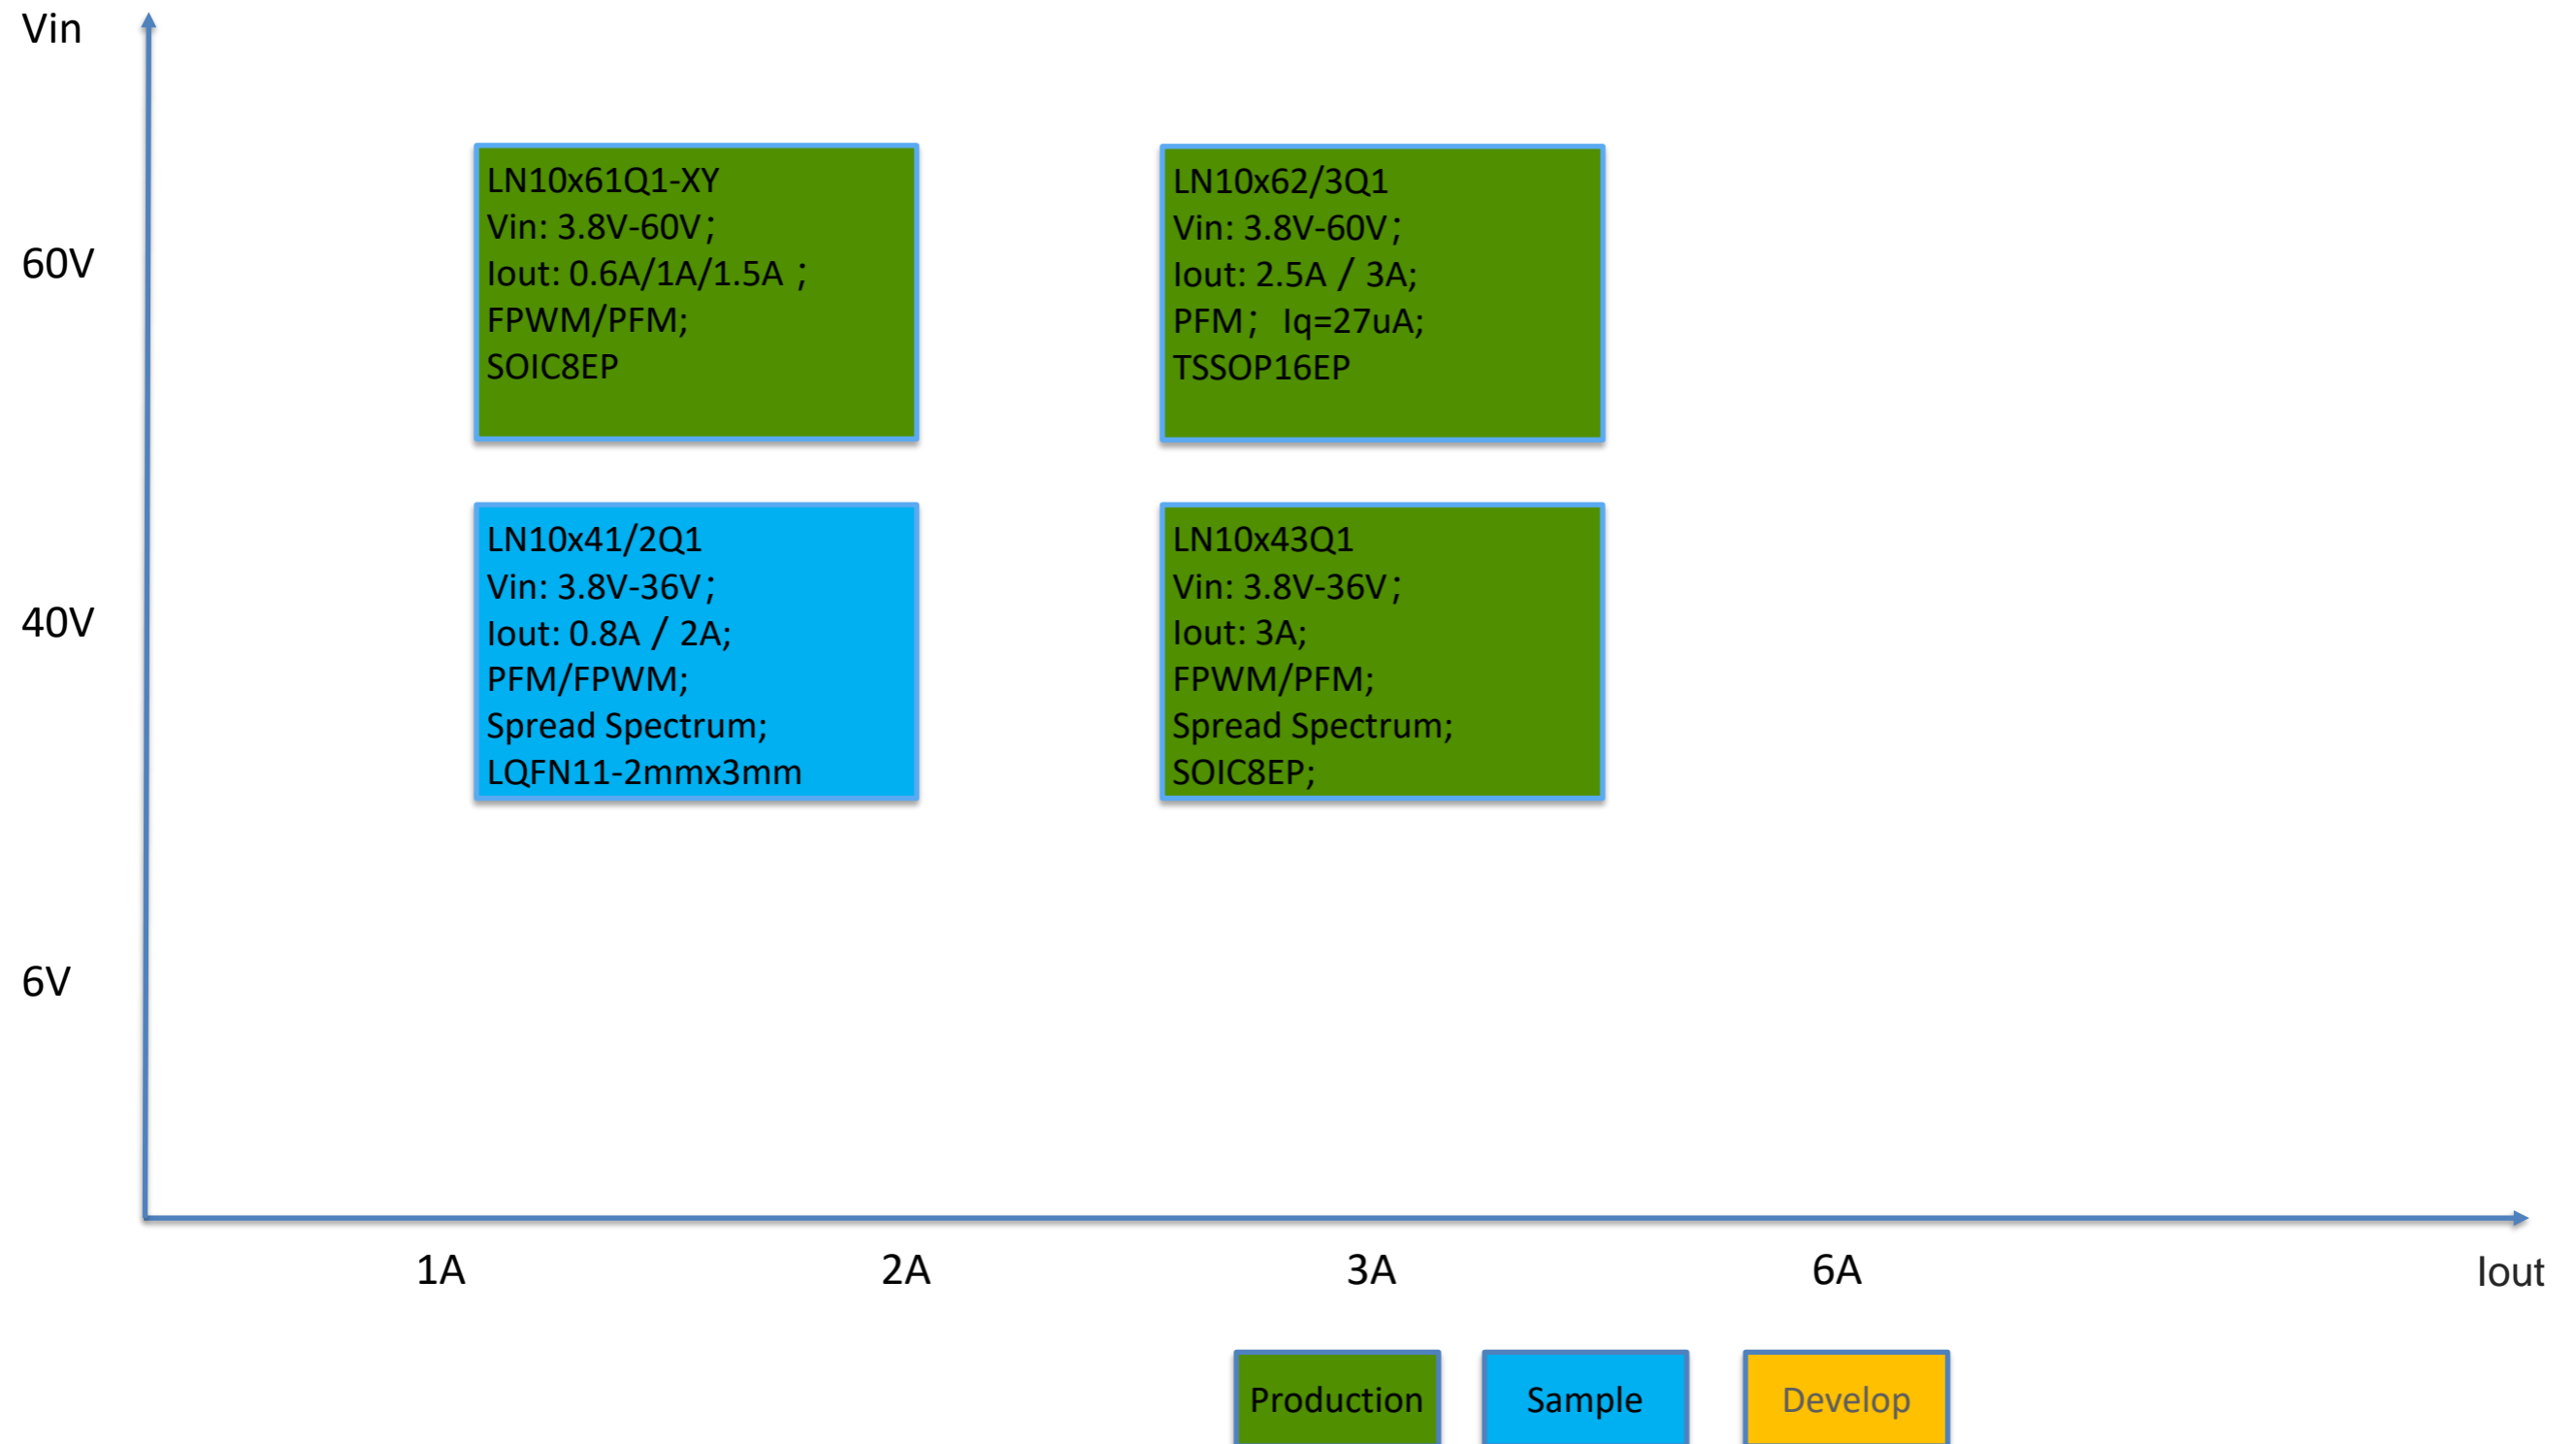 Vin
LN10x61Q1-XY
Vin: 3.8V-60V；
Iout: 0.6A/1A/1.5A ；
FPWM/PFM;
SOIC8EP
LN10x62/3Q1
Vin: 3.8V-60V；
Iout: 2.5A / 3A;
PFM； Iq=27uA;
TSSOP16EP
60V
LN10x41/2Q1
Vin: 3.8V-36V；
Iout: 0.8A / 2A;
PFM/FPWM;
Spread Spectrum;
LQFN11-2mmx3mm
LN10x43Q1
Vin: 3.8V-36V；
Iout: 3A;
FPWM/PFM;
Spread Spectrum;
SOIC8EP;
40V
6V
1A
2A
3A
6A
Iout
Production
Sample
Develop